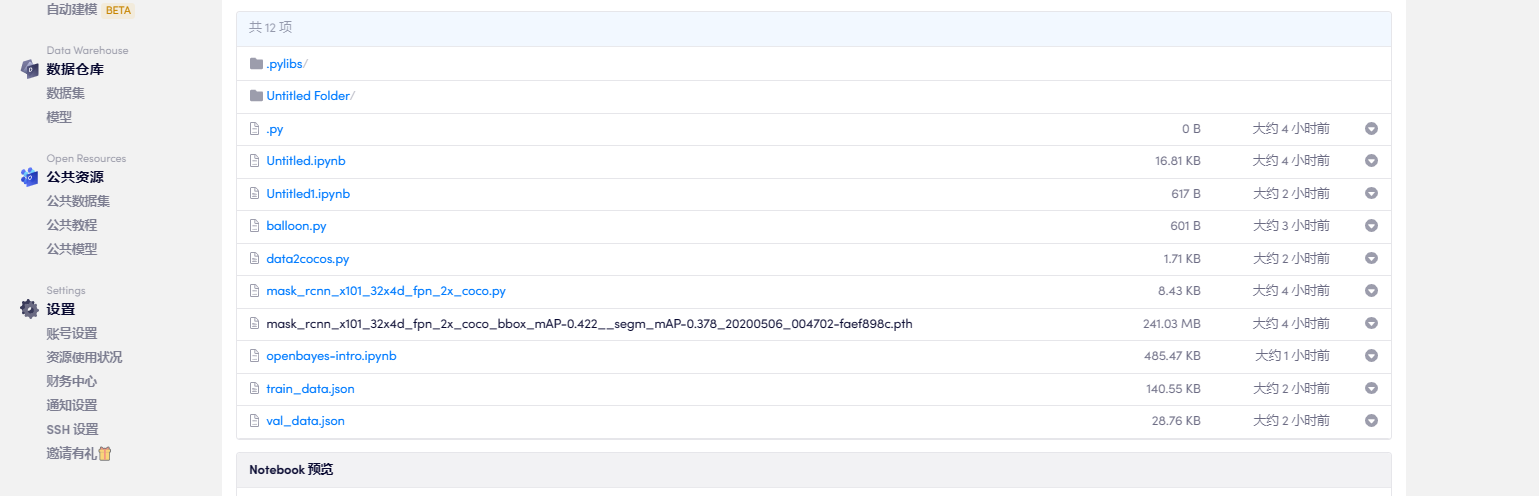 自动建模 BETA
Data Warehouse
数据仓库
数据集
模型
Open Resources
公共资源
公共数据集
公共教程
公共模型
Settings
设置
账号设置
资源使用状况
财务中心
通知设置
SSH 设置
邀请有礼
共 12 项
.pylibs/
Untitled Folder/
.py 0 B 大约 4 小时前
Untitled.ipynb 16.81 KB 大约 4 小时前
Untitled1.ipynb 617 B 大约 2 小时前
balloon.py 601 B 大约 3 小时前
data2cocos.py 1.71 KB 大约 2 小时前
mask_rcnn_x101_32x4d_fpn_2x_coco.py 8.43 KB 大约 4 小时前
mask_rcnn_x101_32x4d_fpn_2x_coco_bbox_mAP-0.422__segm_mAP-0.378_20200506_004702-faef898c.pth 241.03 MB 大约 4 小时前
openbayes-intro.ipynb 485.47 KB 大约 1 小时前
train_data.json 140.55 KB 大约 2 小时前
val_data.json 28.76 KB 大约 2 小时前
Notebook 预览